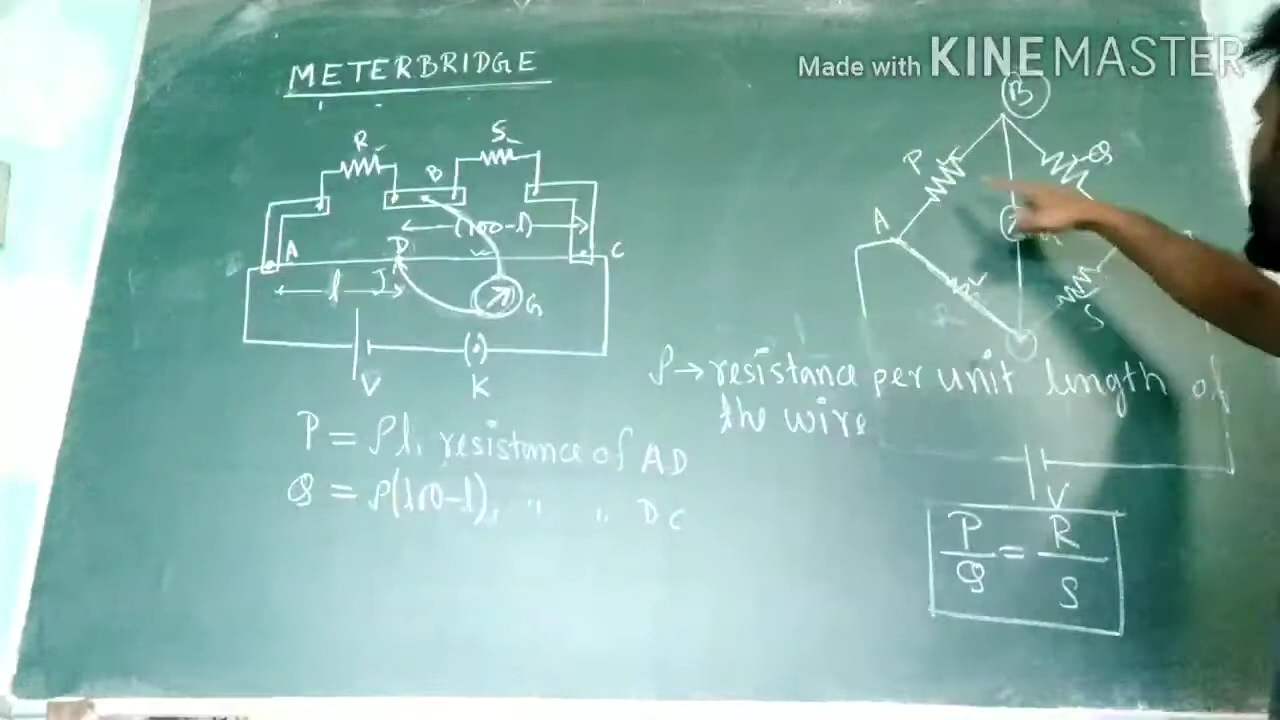 Made with KINEMASTER
METERBRIDGE
R
S
B
(100-l)
A
D
C
l
J
G
V
K
P = ρl, resistance of AD
Q = ρ(100-l), " " DC
B
P
Q
A
S
ρ → resistance per unit length of
the wire
V
P/Q = R/S